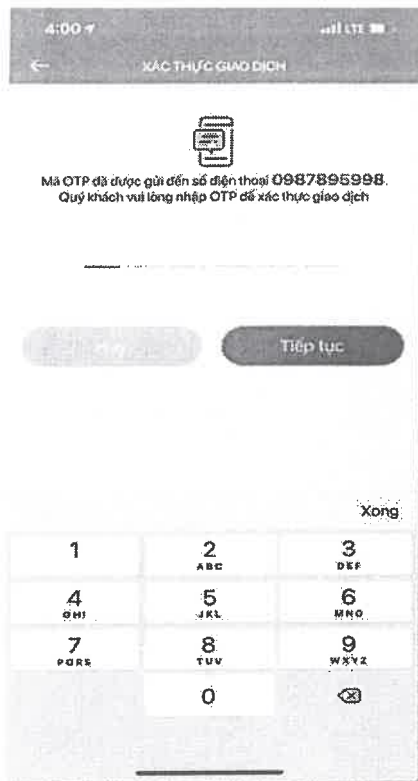 4:00
LTE
XÁC THỰC GIAO DỊCH
Mã OTP đã được gửi đến số điện thoại 0987895998.
Quý khách vui lòng nhập OTP để xác thực giao dịch
Tiếp tục
Xong
1
2 ABC
3 DEF
4 GHI
5 JKL
6 MNO
7 PQRS
8 TUV
9 WXYZ
0